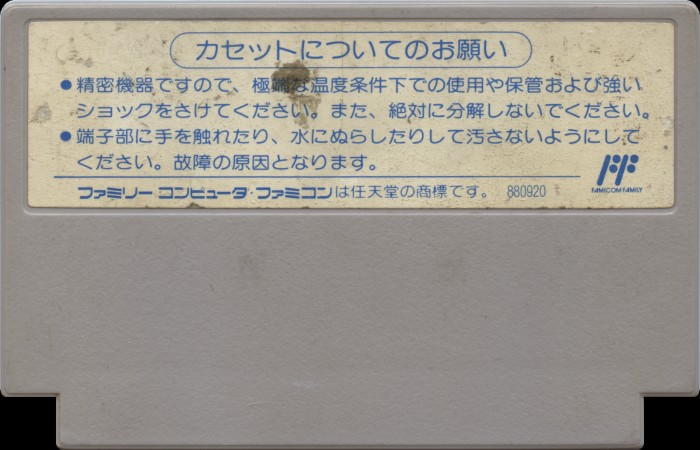 カセットについてのお願い
●精密機器ですので、極端な温度条件下での使用や保管および強い
ショックをさけてください。また、絶対に分解しないでください。
●端子部に手を触れたり、水にぬらしたりして汚さないようにして
ください。故障の原因となります。
FAMICOM FAMILY
ファミリーコンピュータ・ファミコンは任天堂の商標です。 880920